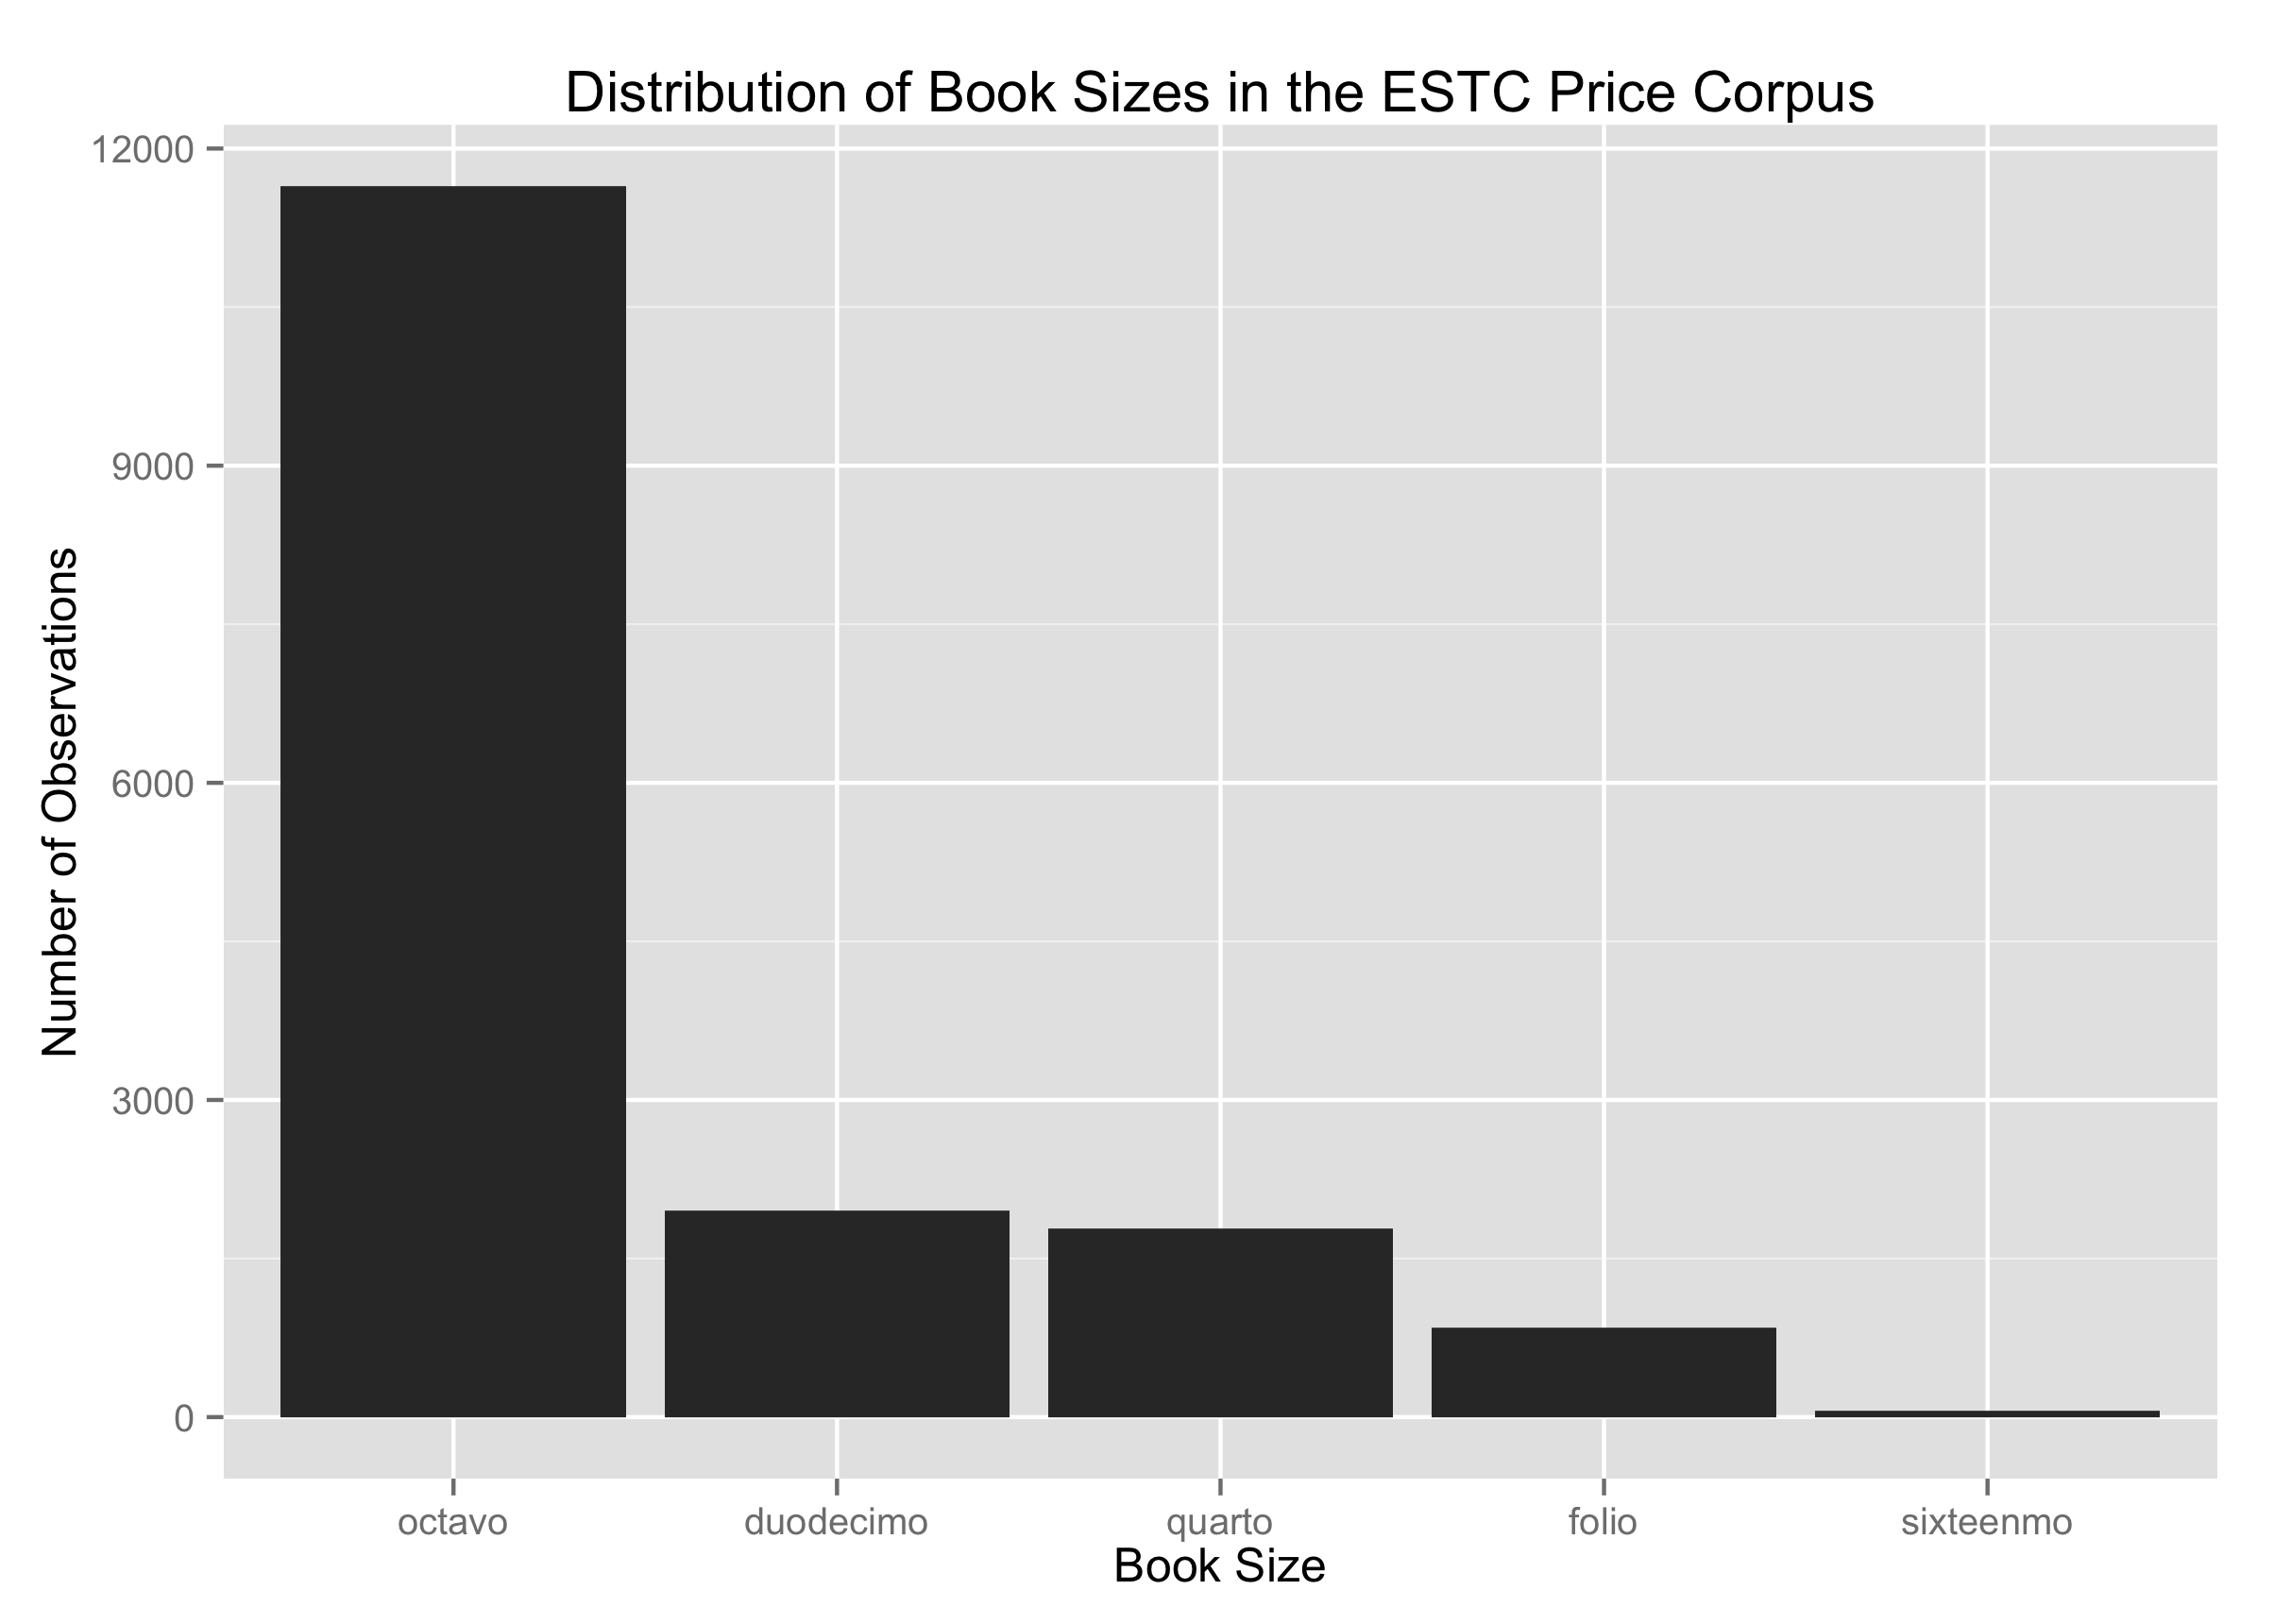 Distribution of Book Sizes in the ESTC Price Corpus
12000
9000
6000
3000
0
Number of Observations
octavo duodecimo quarto folio sixteenmo
Book Size